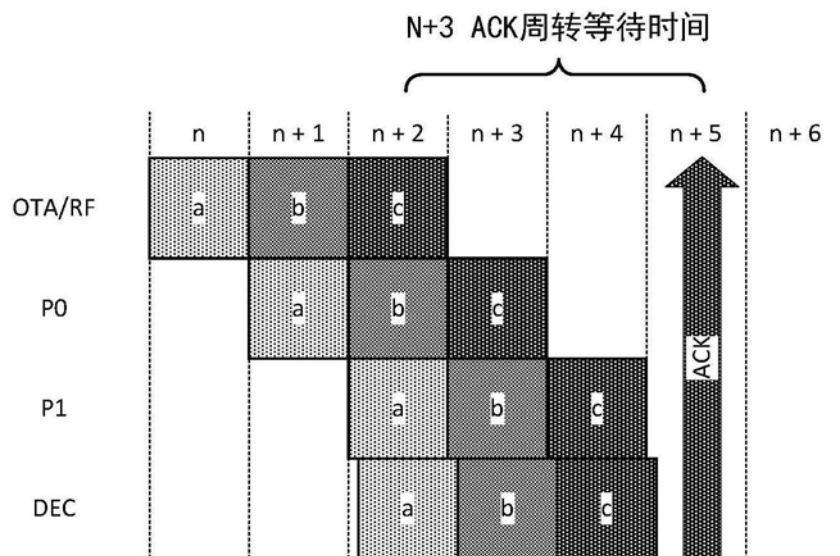 N+3 ACK周转等待时间
n n + 1 n + 2 n + 3 n + 4 n + 5 n + 6
OTA/RF a b c
P0 a b c
P1 a b c
ACK
DEC a b c